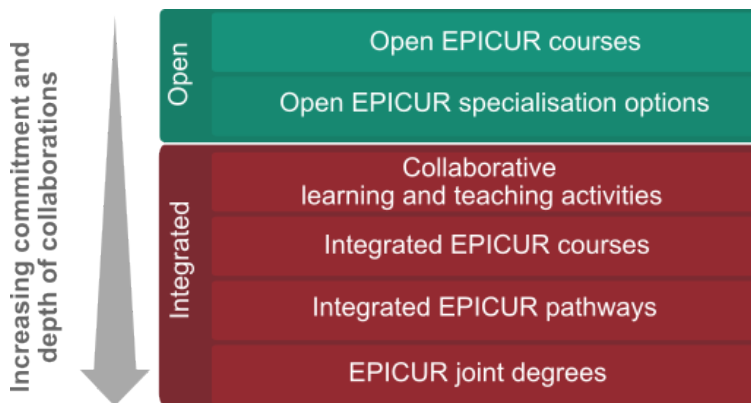 Increasing commitment and
depth of collaborations
Open
Open EPICUR courses
Open EPICUR specialisation options
Integrated
Collaborative
learning and teaching activities
Integrated EPICUR courses
Integrated EPICUR pathways
EPICUR joint degrees